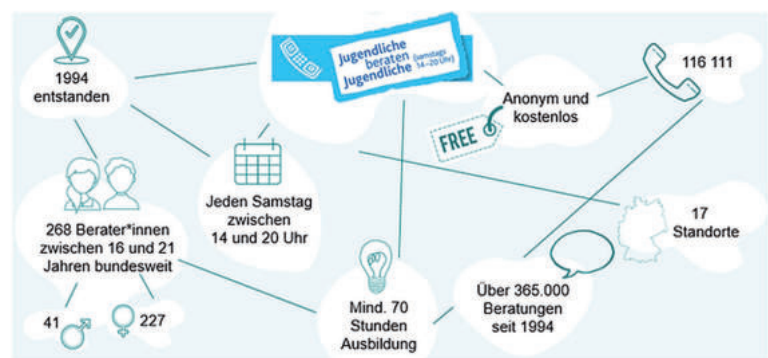 Jugendliche
beraten
Jugendliche
(samstags
14–20 Uhr)
1994
entstanden
116 111
Anonym und
kostenlos
FREE
Jeden Samstag
zwischen
14 und 20 Uhr
17
Standorte
268 Berater*innen
zwischen 16 und 21
Jahren bundesweit
41
227
Mind. 70
Stunden
Ausbildung
Über 365.000
Beratungen
seit 1994